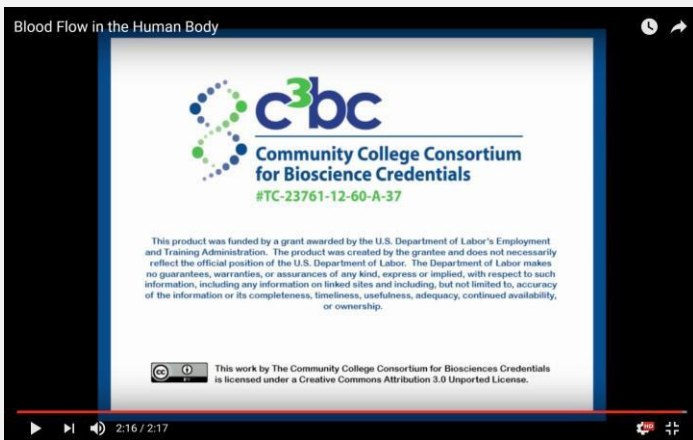 Blood Flow in the Human Body
c3bc
Community College Consortium
for Bioscience Credentials
#TC-23761-12-60-A-37
This product was funded by a grant awarded by the U.S. Department of Labor's Employment
and Training Administration. The product was created by the grantee and does not necessarily
reflect the official position of the U.S. Department of Labor. The Department of Labor makes
no guarantees, warranties, or assurances of any kind, express or implied, with respect to such
information, including any information on linked sites and including, but not limited to, accuracy
of the information or its completeness, timeliness, usefulness, adequacy, continued availability,
or ownership.
cc
BY
This work by The Community College Consortium for Biosciences Credentials
is licensed under a Creative Commons Attribution 3.0 Unported License.
2:16 / 2:17
HD